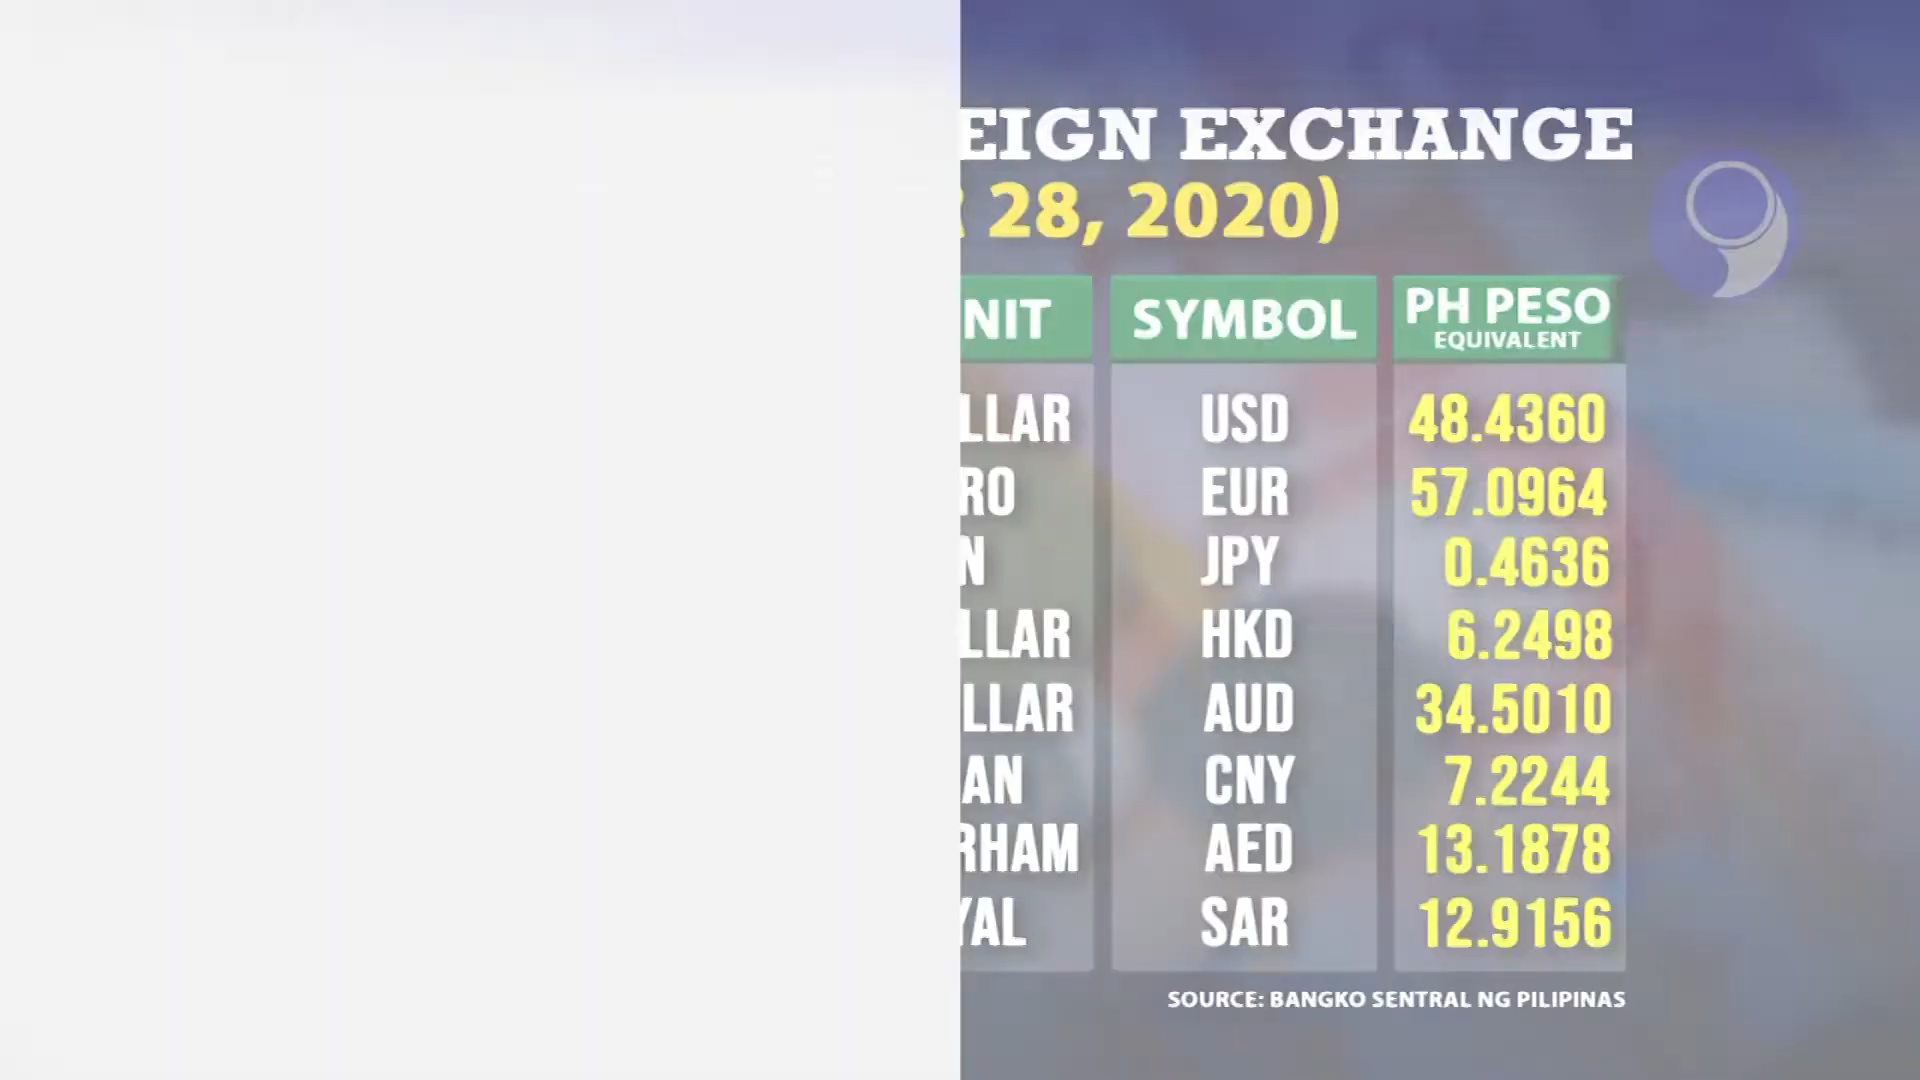 EIGN EXCHANGE
28, 2020)
NIT SYMBOL PH PESO EQUIVALENT
LLAR USD 48.4360
RO EUR 57.0964
N JPY 0.4636
LLAR HKD 6.2498
LLAR AUD 34.5010
AN CNY 7.2244
RHAM AED 13.1878
YAL SAR 12.9156
SOURCE: BANGKO SENTRAL NG PILIPINAS